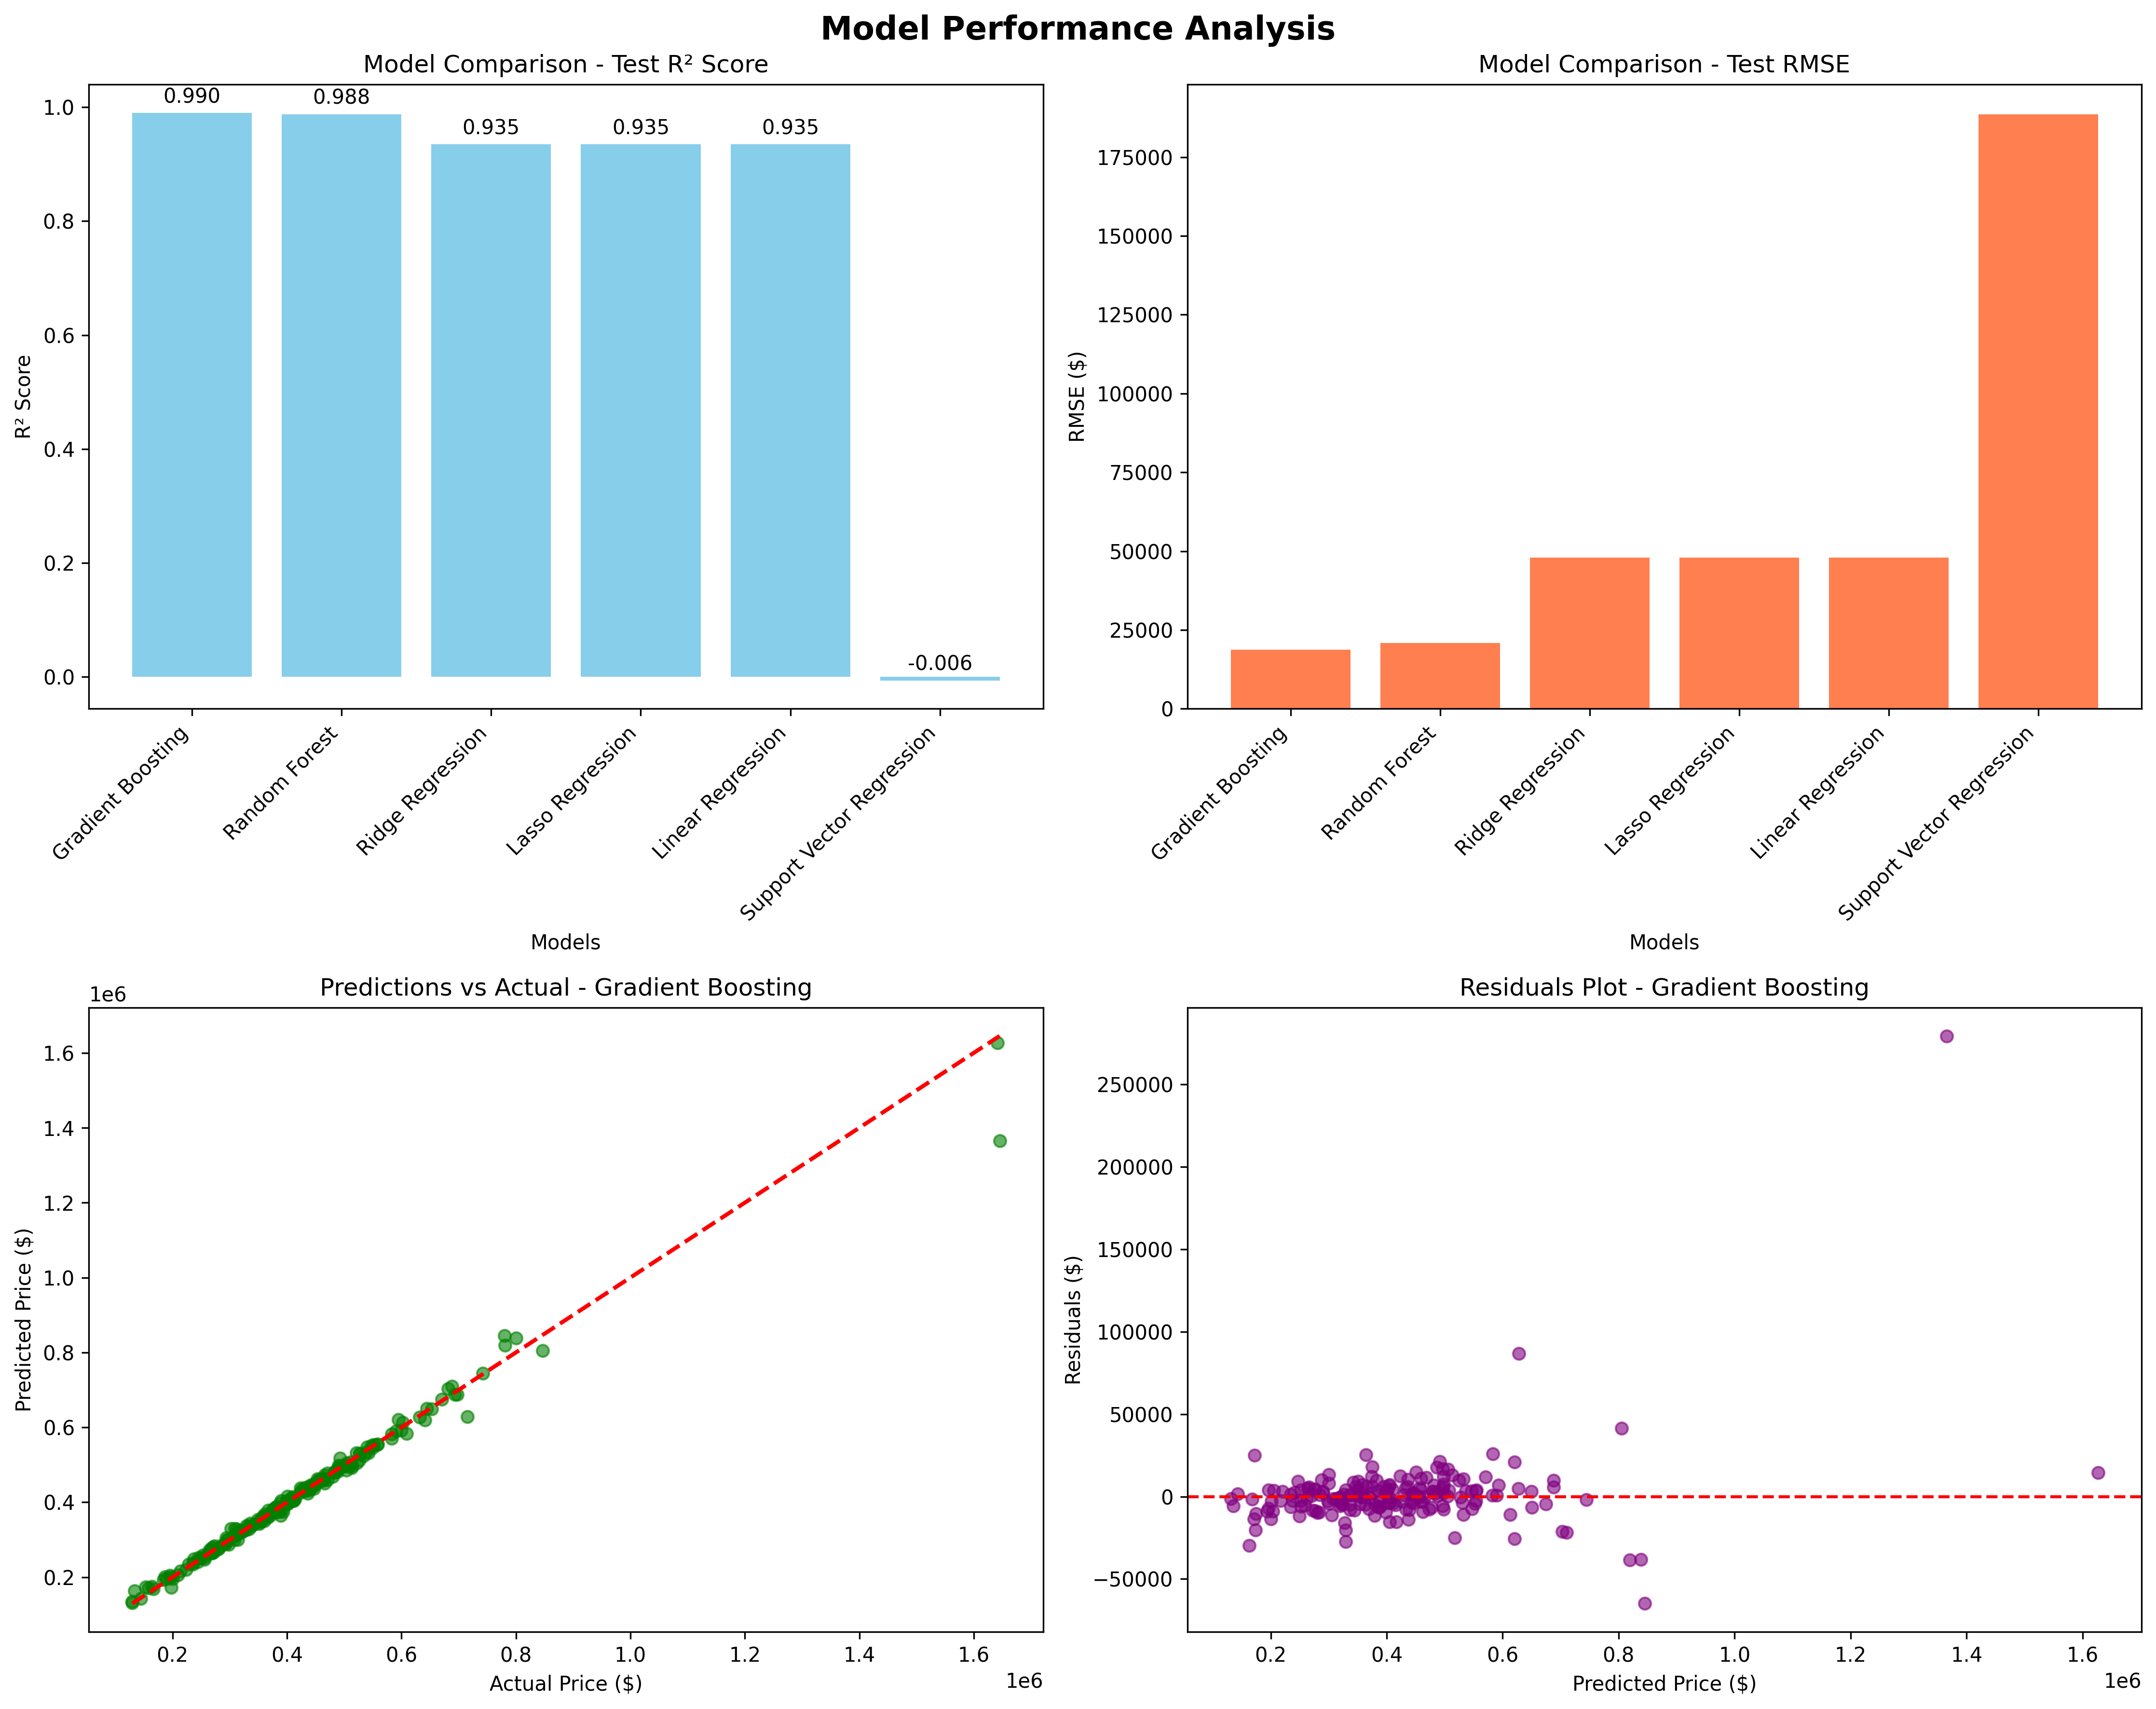 Model Performance Analysis
Model Comparison - Test R² Score
R² Score
1.0
0.8
0.6
0.4
0.2
0.0
0.990
0.988
0.935
0.935
0.935
-0.006
Gradient Boosting
Random Forest
Ridge Regression
Lasso Regression
Linear Regression
Support Vector Regression
Models
Model Comparison - Test RMSE
RMSE ($)
175000
150000
125000
100000
75000
50000
25000
0
Gradient Boosting
Random Forest
Ridge Regression
Lasso Regression
Linear Regression
Support Vector Regression
Models
Predictions vs Actual - Gradient Boosting
1e6
Predicted Price ($)
1.6
1.4
1.2
1.0
0.8
0.6
0.4
0.2
0.2 0.4 0.6 0.8 1.0 1.2 1.4 1.6
1e6
Actual Price ($)
Residuals Plot - Gradient Boosting
Residuals ($)
250000
200000
150000
100000
50000
0
−50000
0.2 0.4 0.6 0.8 1.0 1.2 1.4 1.6
1e6
Predicted Price ($)